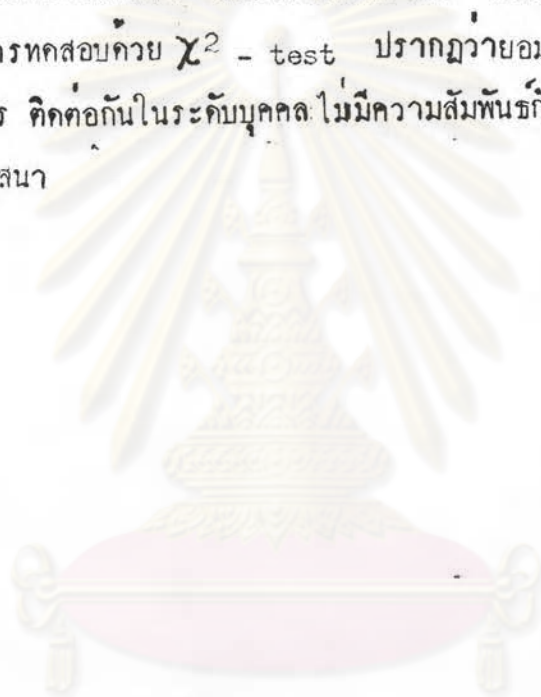 ารทดสอบด้วย χ² - test ปรากฏว่ายอม
ร ติดต่อกันในระดับบุคคล ไม่มีความสัมพันธ์กั
สนา